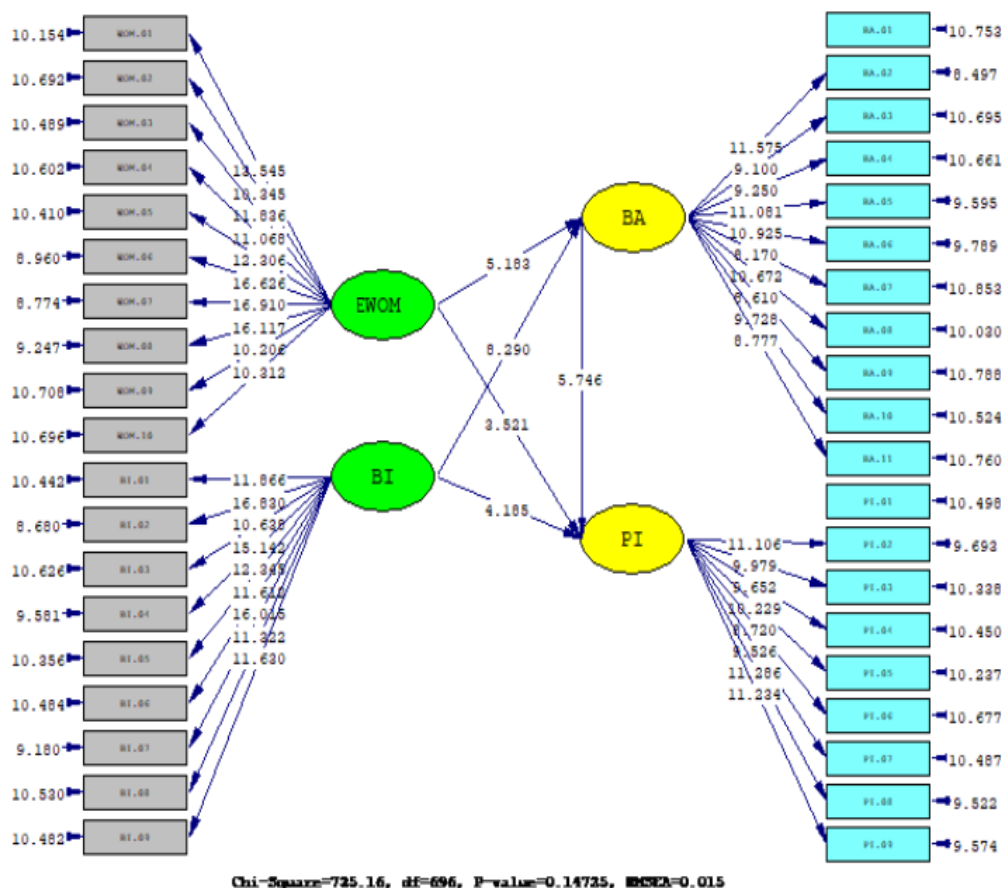 10.154 WOM.01
10.692 WOM.02
10.489 WOM.03
10.602 WOM.04
10.410 WOM.05
8.960 WOM.06
8.774 WOM.07
9.247 WOM.08
10.708 WOM.09
10.696 WOM.10
10.442 BI.01
8.680 BI.02
10.626 BI.03
9.581 BI.04
10.356 BI.05
10.484 BI.06
9.180 BI.07
10.530 BI.08
10.482 BI.09
13.545
10.345
11.836
11.068
12.306
16.626
16.910
16.117
10.206
10.312
11.866
16.830
10.638
15.142
12.345
11.610
16.015
11.322
11.630
EWOM
BI
5.183
8.290
3.521
4.185
5.746
BA
PI
11.575
9.100
9.250
11.081
10.925
8.170
10.672
8.610
9.728
8.777
11.106
9.979
9.652
10.229
8.720
9.526
11.286
11.234
BA.01 10.753
BA.02 8.497
BA.03 10.695
BA.04 10.661
BA.05 9.595
BA.06 9.789
BA.07 10.853
BA.08 10.030
BA.09 10.788
BA.10 10.524
BA.11 10.760
PI.01 10.498
PI.02 9.693
PI.03 10.338
PI.04 10.450
PI.05 10.237
PI.06 10.677
PI.07 10.487
PI.08 9.522
PI.09 9.574
Chi-Square=725.16, df=696, P-value=0.14725, RMSEA=0.015